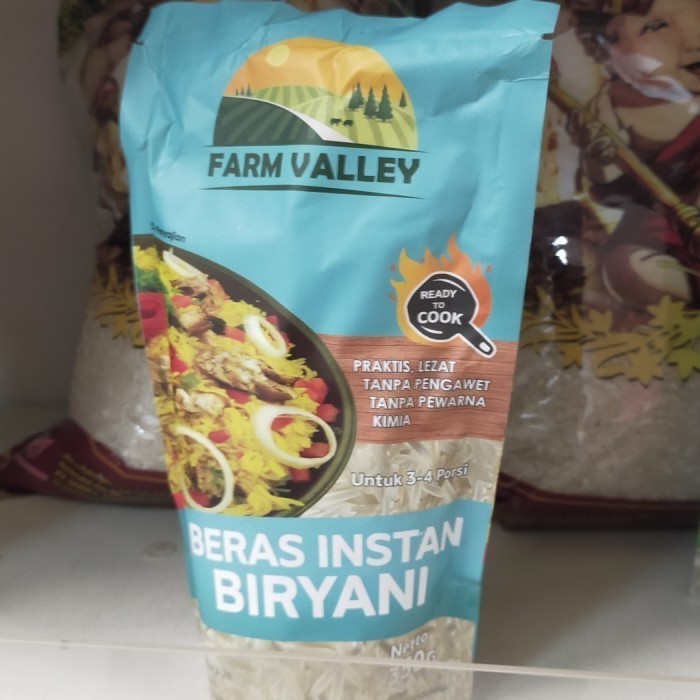 FARM VALLEY
READY
TO
COOK
PRAKTIS, LEZAT
TANPA PENGAWET
TANPA PEWARNA
KIMIA
Untuk 3-4 Porsi
BERAS INSTAN
BIRYANI
Netto